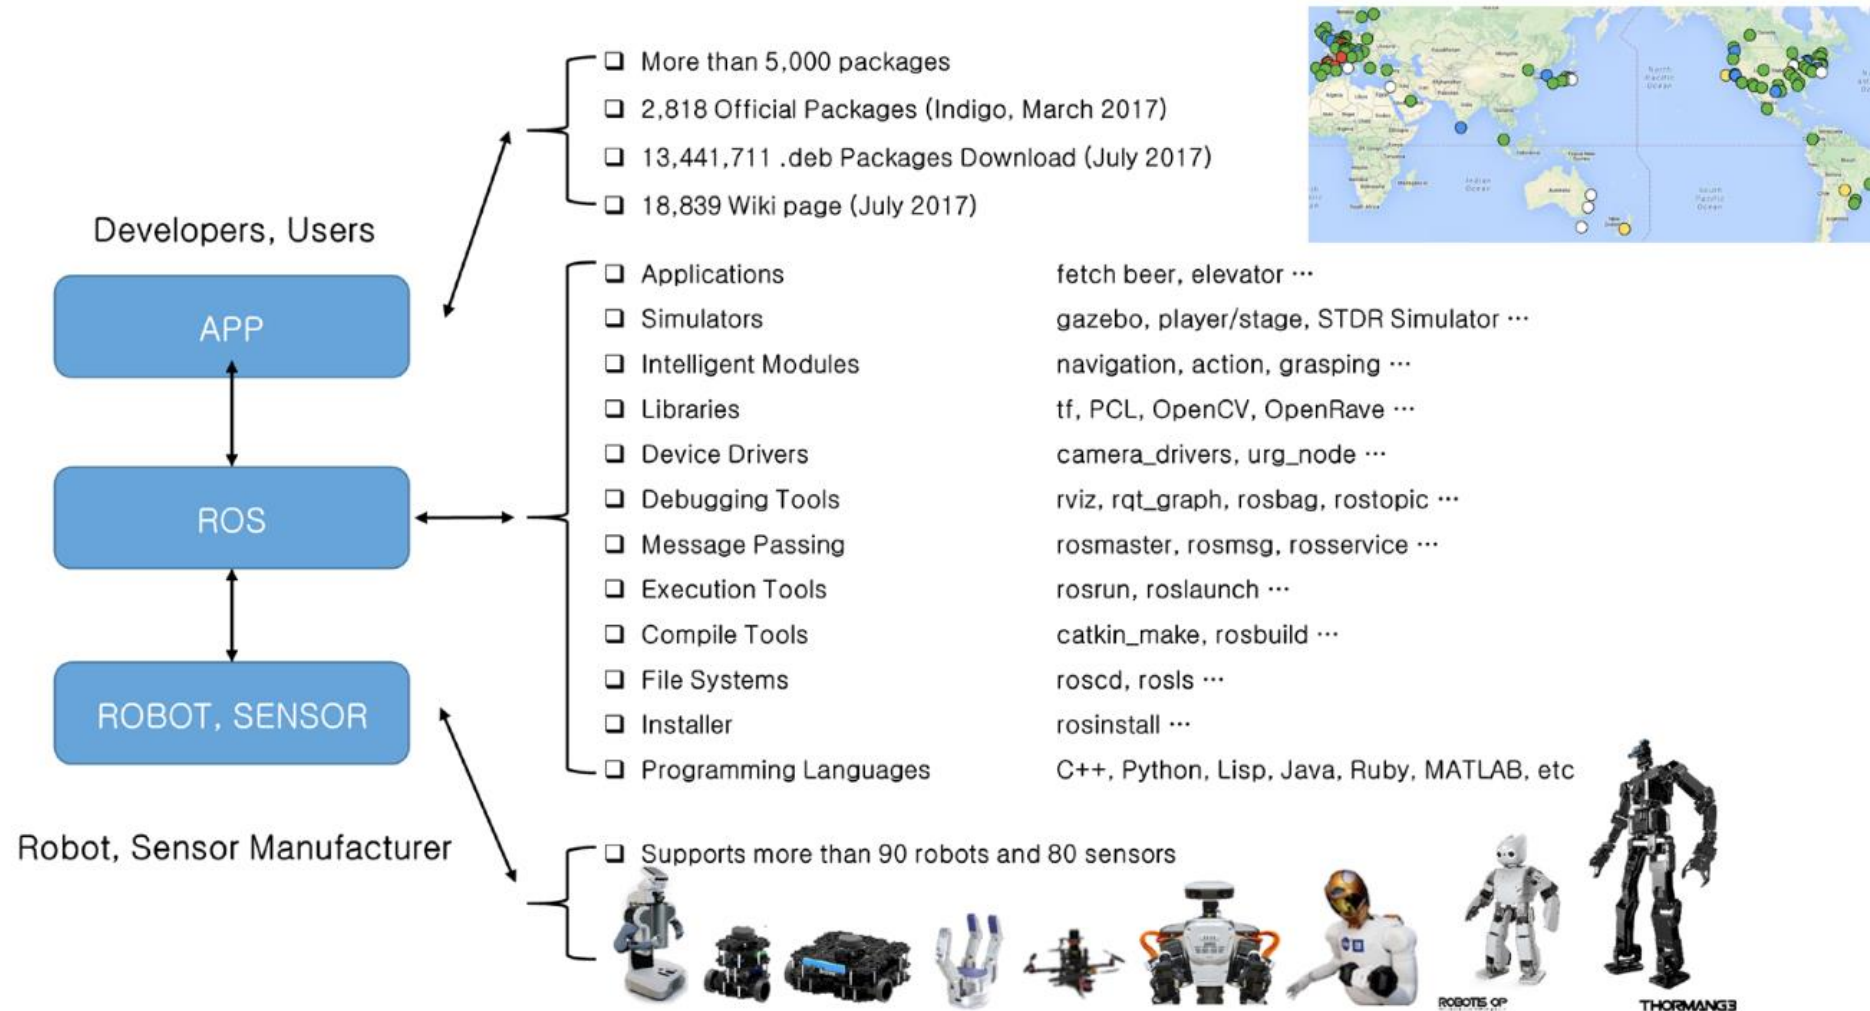 More than 5,000 packages
2,818 Official Packages (Indigo, March 2017)
13,441,711 .deb Packages Download (July 2017)
18,839 Wiki page (July 2017)
Developers, Users
APP
ROS
ROBOT, SENSOR
Robot, Sensor Manufacturer
Applications fetch beer, elevator ⋯
Simulators gazebo, player/stage, STDR Simulator ⋯
Intelligent Modules navigation, action, grasping ⋯
Libraries tf, PCL, OpenCV, OpenRave ⋯
Device Drivers camera_drivers, urg_node ⋯
Debugging Tools rviz, rqt_graph, rosbag, rostopic ⋯
Message Passing rosmaster, rosmsg, rosservice ⋯
Execution Tools rosrun, roslaunch ⋯
Compile Tools catkin_make, rosbuild ⋯
File Systems roscd, rosls ⋯
Installer rosinstall ⋯
Programming Languages C++, Python, Lisp, Java, Ruby, MATLAB, etc
Supports more than 90 robots and 80 sensors
ROBOTIS OP
THORMANG3